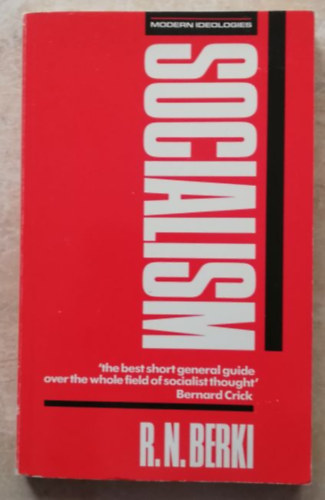 MODERN IDEOLOGIES
SOCIALISM
'the best short general guide
over the whole field of socialist thought'
Bernard Crick
R. N. BERKI